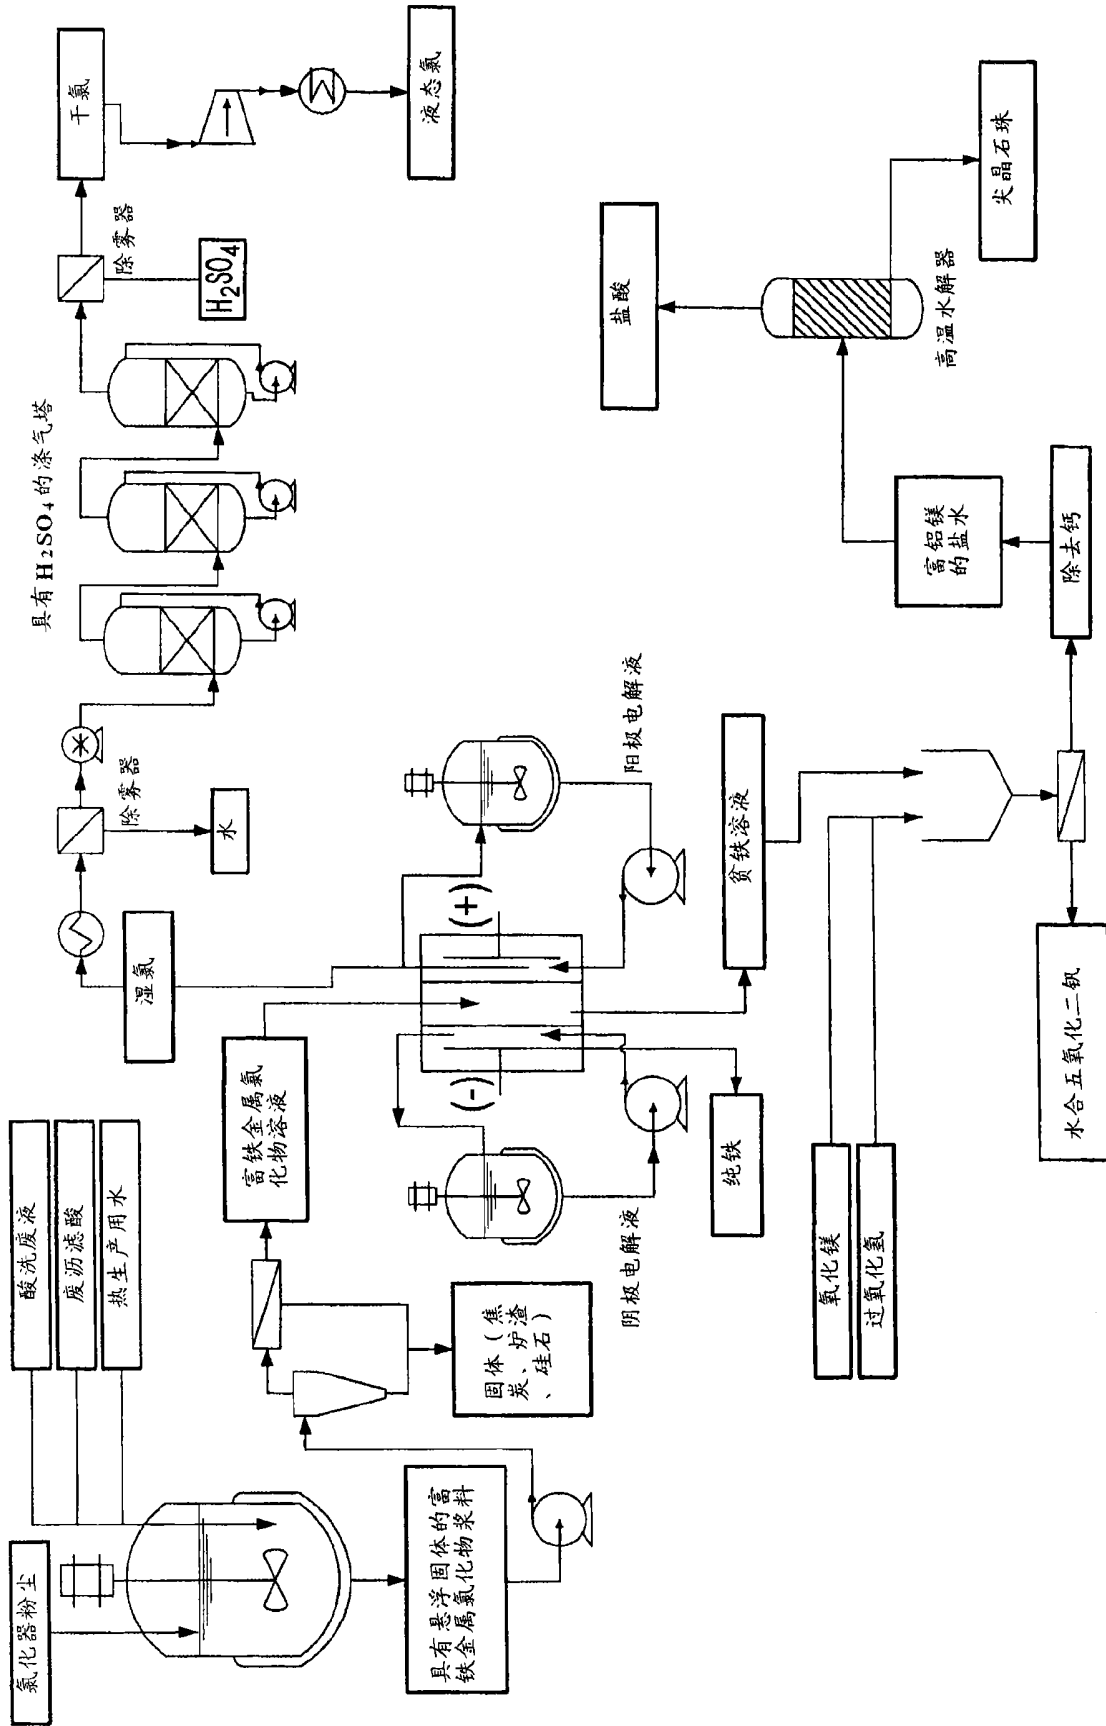 氯化器粉尘
酸洗废液
废沥滤酸
热生产用水
具有悬浮固体的富
铁金属氯化物浆料
固体（焦
炭、炉渣
、硅石）
富铁金属氯
化物溶液
湿氯
除雾器
水
具有H2SO4的涤气塔
除雾器
H2SO4
干氯
液态氯
(-)
(+)
阴极电解液
阳极电解液
纯铁
贫铁溶液
氧化镁
过氧化氢
水合五氧化二钒
除去钙
富铝镁
的盐水
高温水解器
盐酸
尖晶石珠